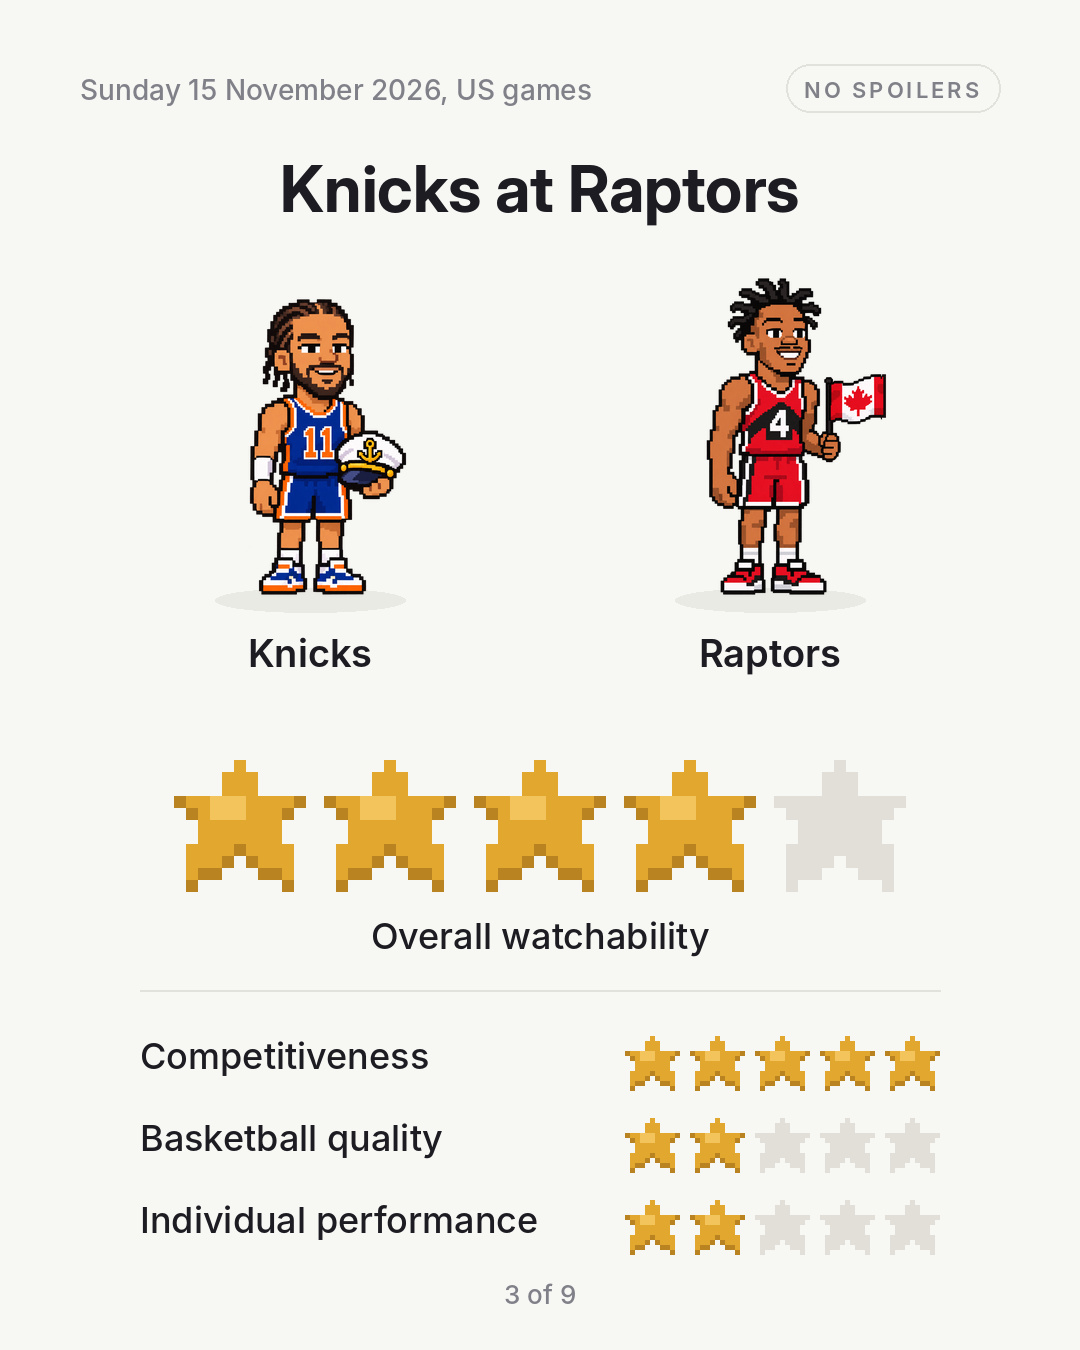 Sunday 15 November 2026, US games
NO SPOILERS
Knicks at Raptors
11
4
Knicks
Raptors
Overall watchability
Competitiveness
Basketball quality
Individual performance
3 of 9